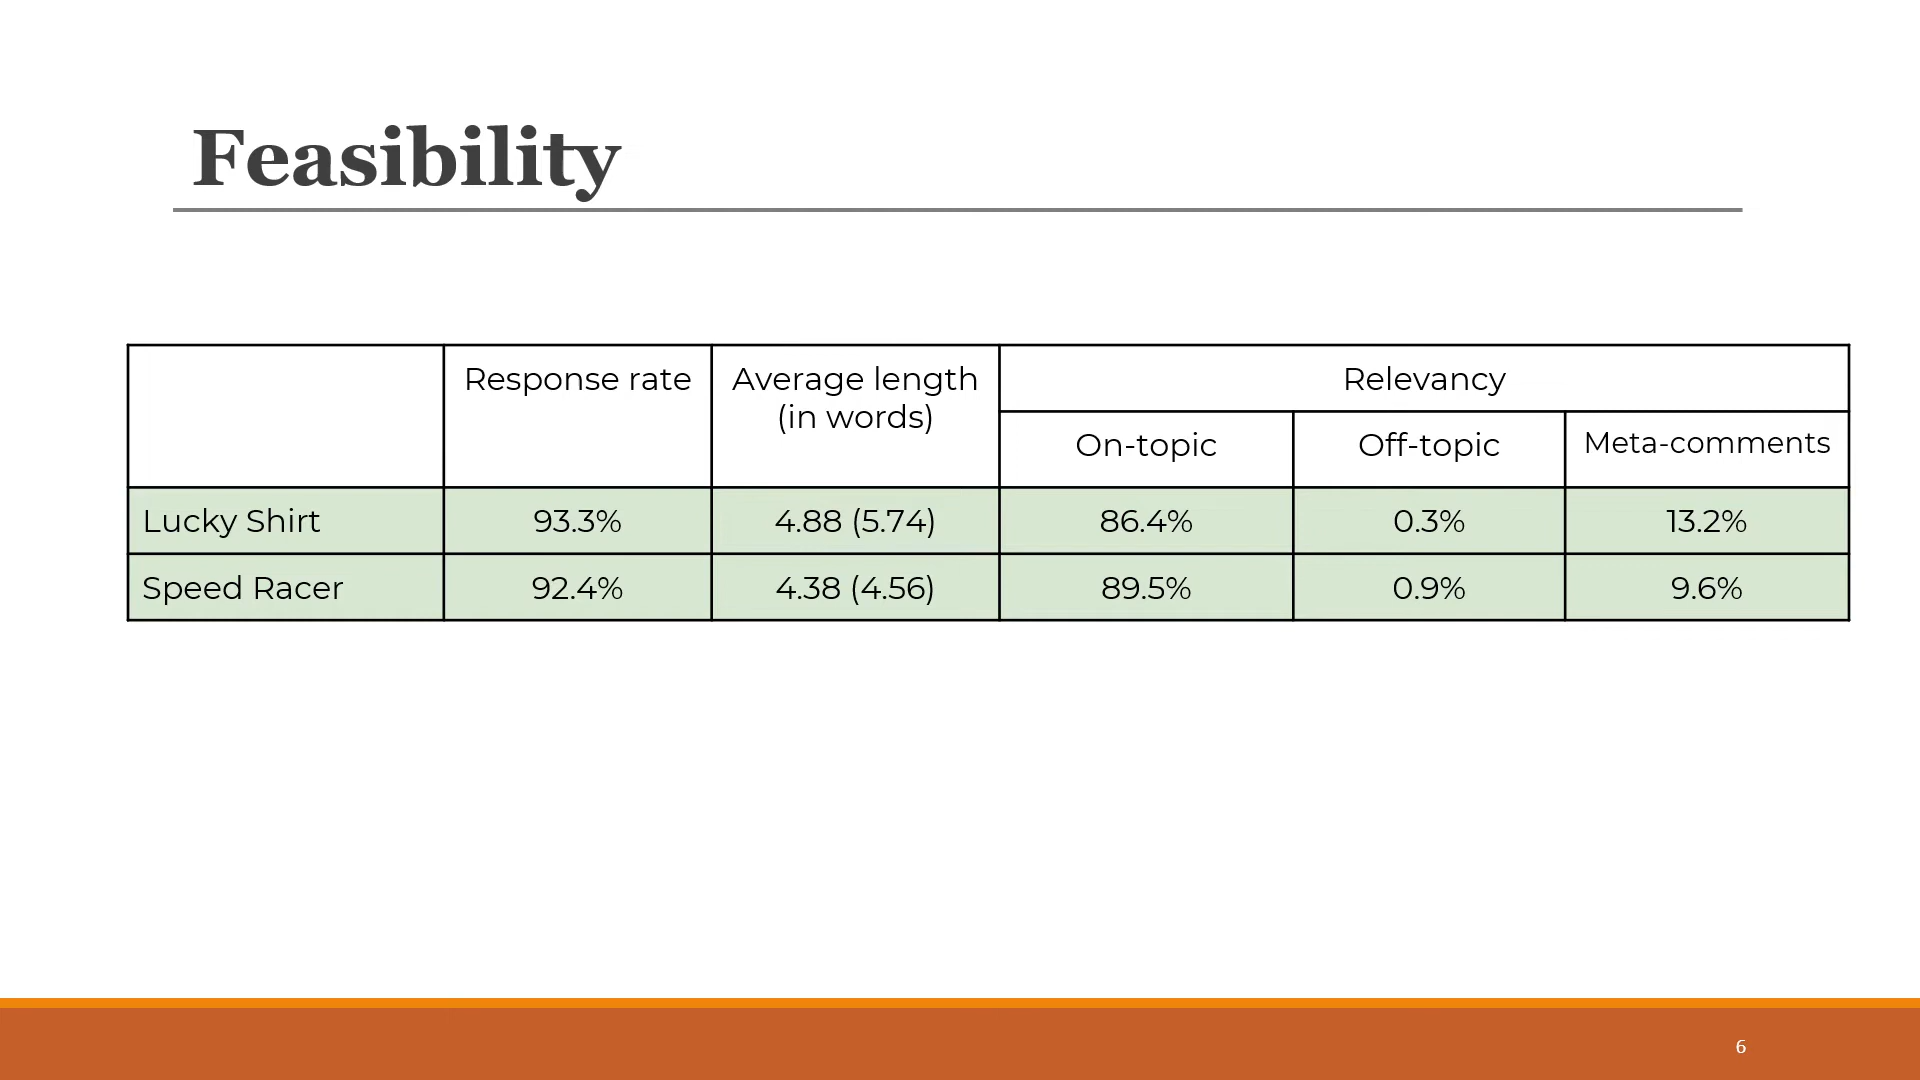 Feasibility
Response rate
Average length
(in words)
Relevancy
On-topic
Off-topic
Meta-comments
Lucky Shirt
93.3%
4.88 (5.74)
86.4%
0.3%
13.2%
Speed Racer
92.4%
4.38 (4.56)
89.5%
0.9%
9.6%
6